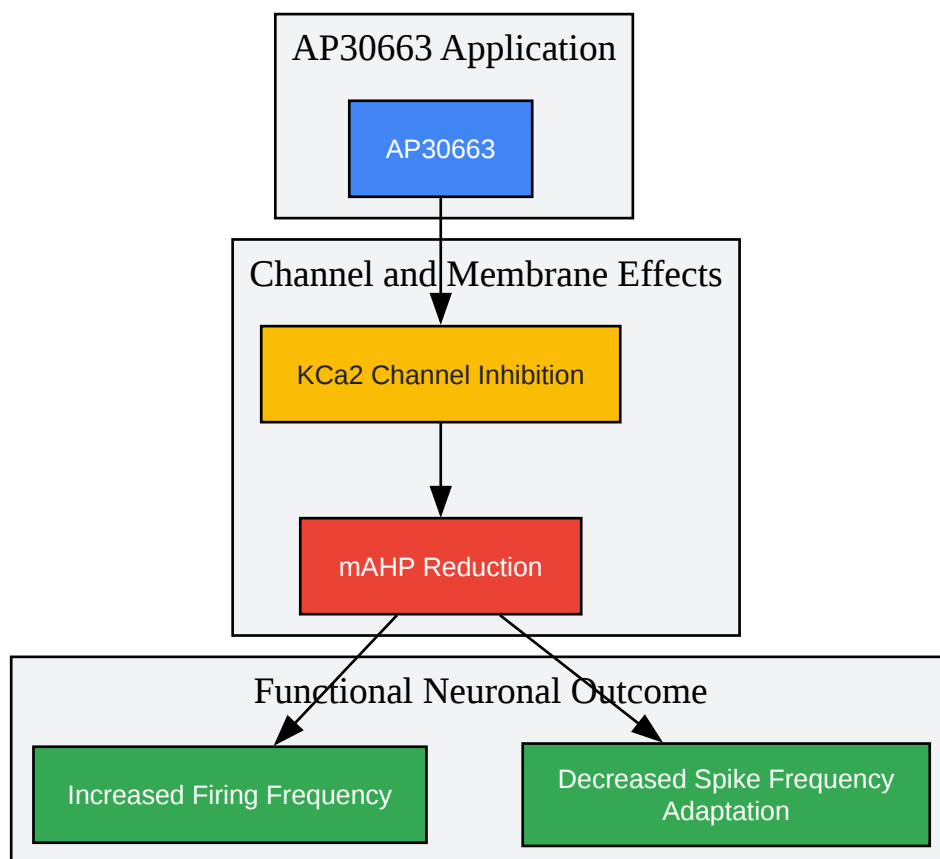 AP30663 Application
AP30663
Channel and Membrane Effects
KCa2 Channel Inhibition
mAHP Reduction
Functional Neuronal Outcome
Increased Firing Frequency
Decreased Spike Frequency
Adaptation